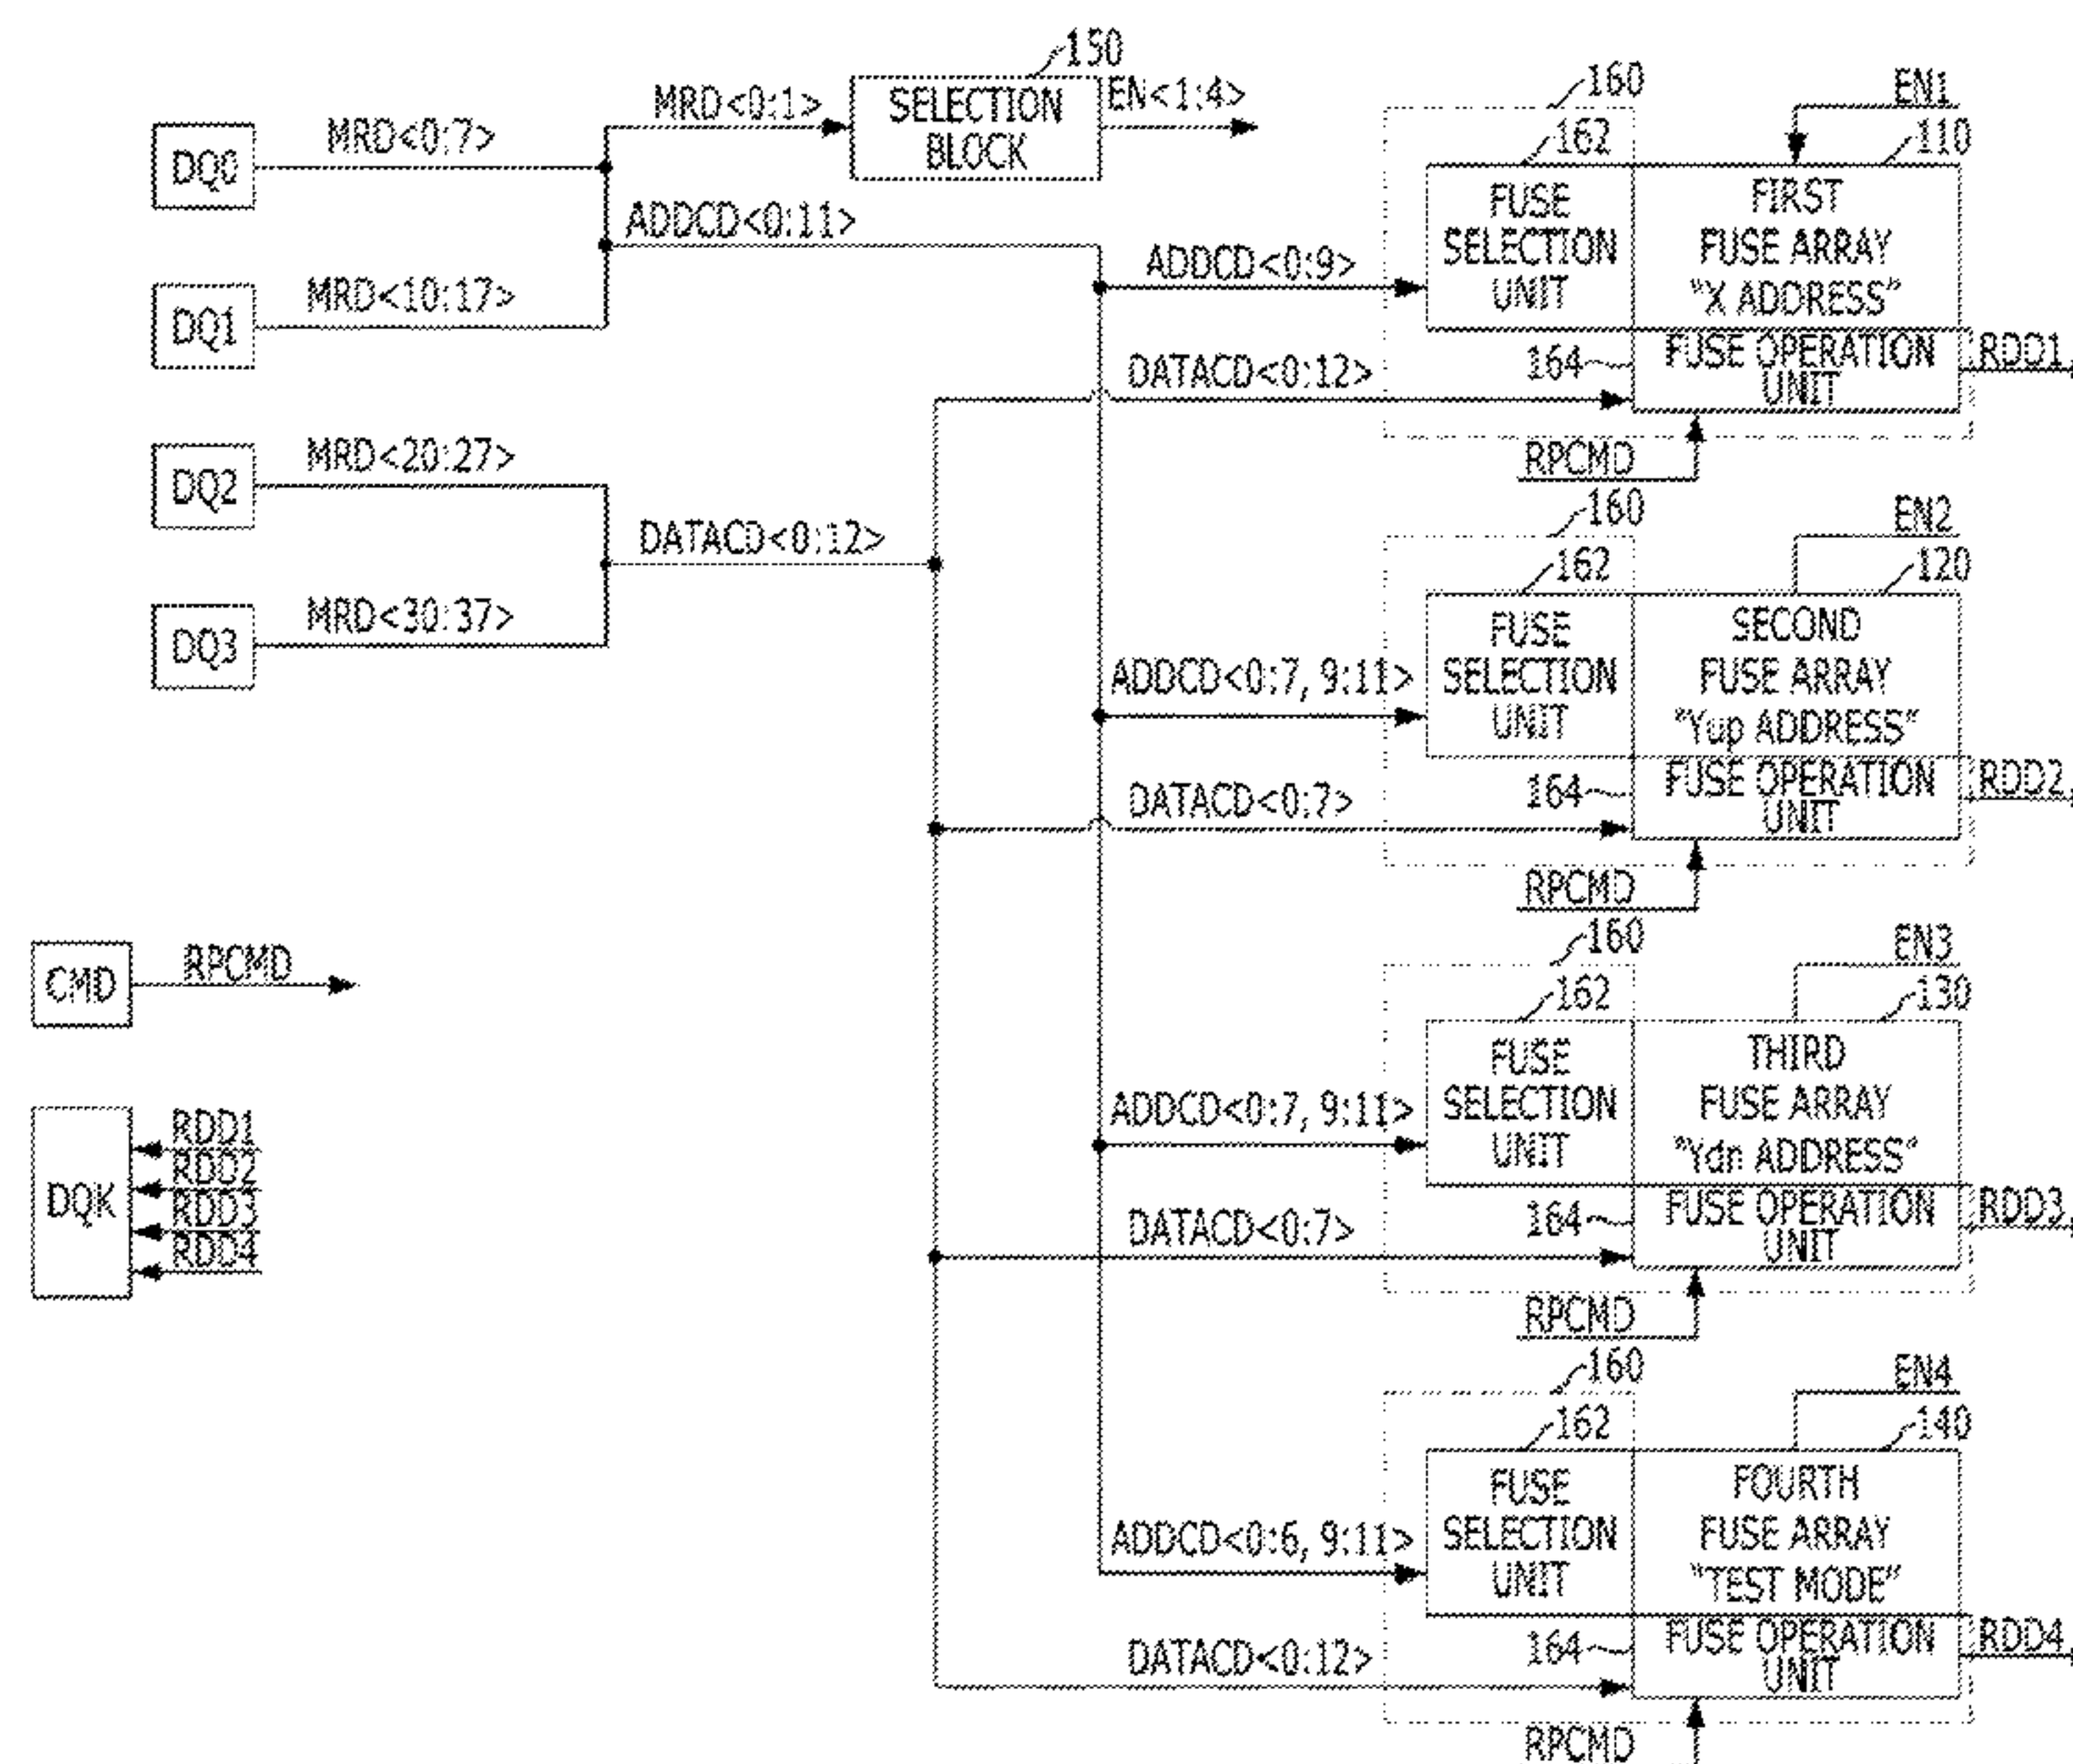 150
MRD<0:1>
SELECTION
BLOCK
EN<1:4>
DQ0
MRD<0:7>
ADDCD<0:11>
DQ1
MRD<10:17>
DQ2
MRD<20:27>
DATACD<0:12>
DQ3
MRD<30:37>
CMD
RPCMD
DQK
RDD1
RDD2
RDD3
RDD4
160
EN1
162
110
ADDCD<0:9>
FUSE
SELECTION
UNIT
FIRST
FUSE ARRAY
"X ADDRESS"
DATACD<0:12>
164
FUSE OPERATION
UNIT
RDD1
RPCMD
160
EN2
162
120
ADDCD<0:7, 9:11>
FUSE
SELECTION
UNIT
SECOND
FUSE ARRAY
"Yup ADDRESS"
DATACD<0:7>
164
FUSE OPERATION
UNIT
RDD2
RPCMD
160
EN3
162
130
ADDCD<0:7, 9:11>
FUSE
SELECTION
UNIT
THIRD
FUSE ARRAY
"Ydn ADDRESS"
DATACD<0:7>
164
FUSE OPERATION
UNIT
RDD3
RPCMD
160
EN4
162
140
ADDCD<0:6, 9:11>
FUSE
SELECTION
UNIT
FOURTH
FUSE ARRAY
"TEST MODE"
DATACD<0:12>
164
FUSE OPERATION
UNIT
RDD4
RPCMD